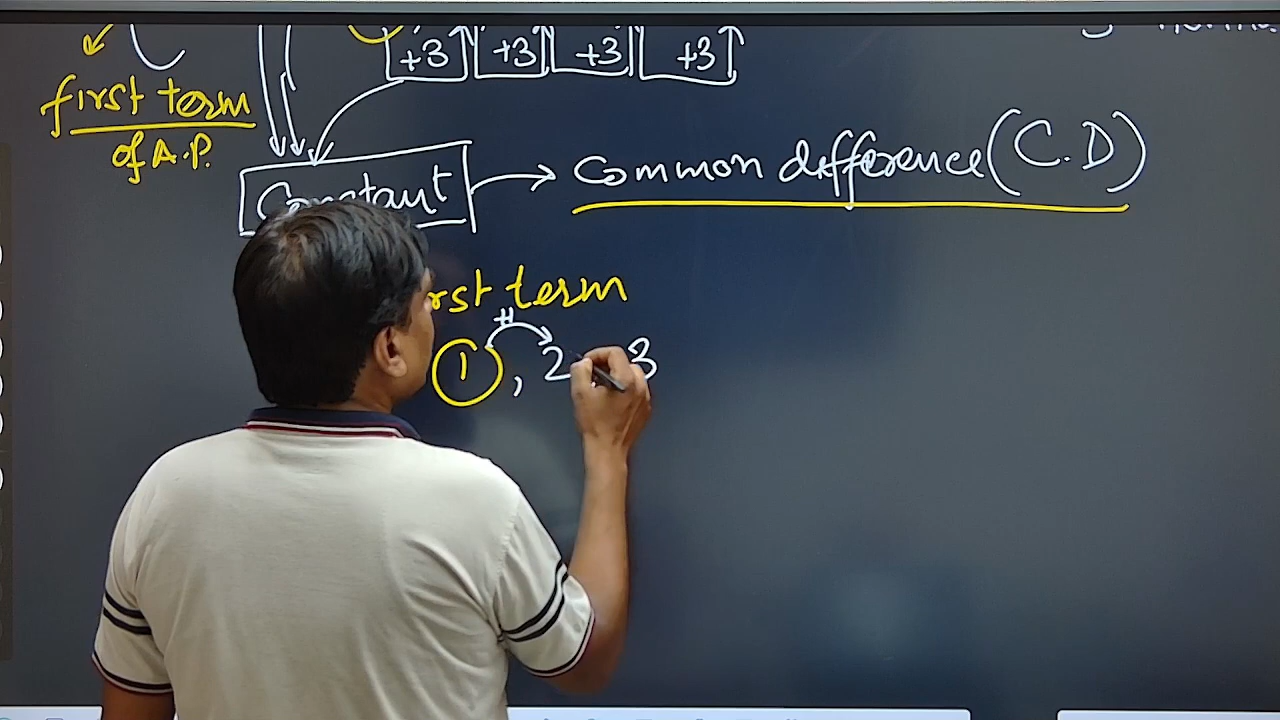 +3 +3 +3 +3
first term
of A.P.
Constant → Common difference (C.D)
rst term
+1
1, 2, 3